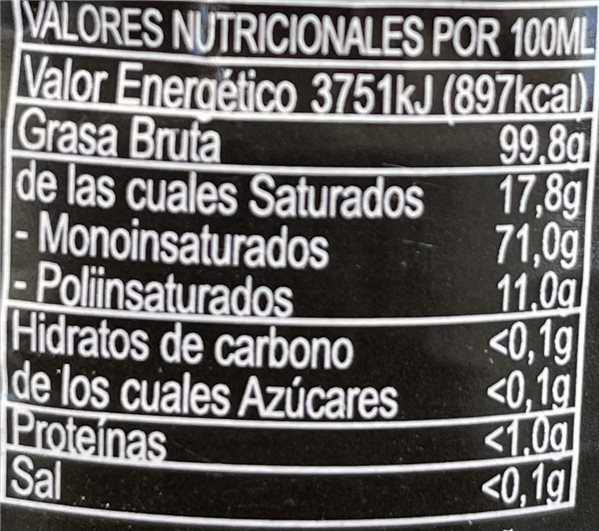 VALORES NUTRICIONALES POR 100ML
Valor Energético 3751kJ (897kcal)
Grasa Bruta 99,8g
de las cuales Saturados 17,8g
- Monoinsaturados 71,0g
- Poliinsaturados 11,0g
Hidratos de carbono <0,1g
de los cuales Azúcares <0,1g
Proteínas <1,0g
Sal <0,1g